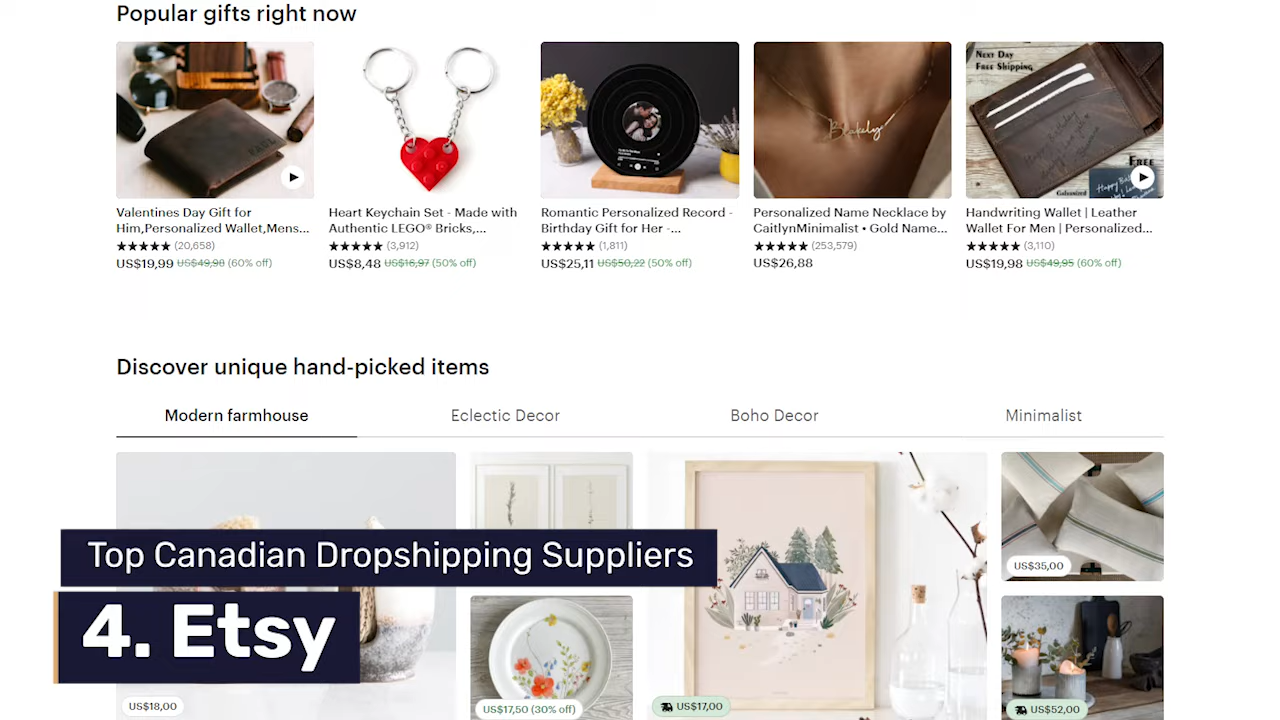 Popular gifts right now
Next Day
Free Shipping
PAUL
Blakely
FREE
Valentines Day Gift for
Him,Personalized Wallet,Mens...
(20,658)
US$19,99 US$49,98 (60% off)
Heart Keychain Set - Made with
Authentic LEGO® Bricks,...
(3,912)
US$8,48 US$16,97 (50% off)
Romantic Personalized Record -
Birthday Gift for Her -...
(1,811)
US$25,11 US$50,22 (50% off)
Personalized Name Necklace by
CaitlynMinimalist • Gold Name...
(253,579)
US$26,88
Handwriting Wallet | Leather
Wallet For Men | Personalized...
(3,110)
US$19,98 US$49,95 (60% off)
Discover unique hand-picked items
Modern farmhouse
Eclectic Decor
Boho Decor
Minimalist
US$35,00
Top Canadian Dropshipping Suppliers
4. Etsy
US$18,00
US$17,50 (30% off)
US$17,00
US$52,00